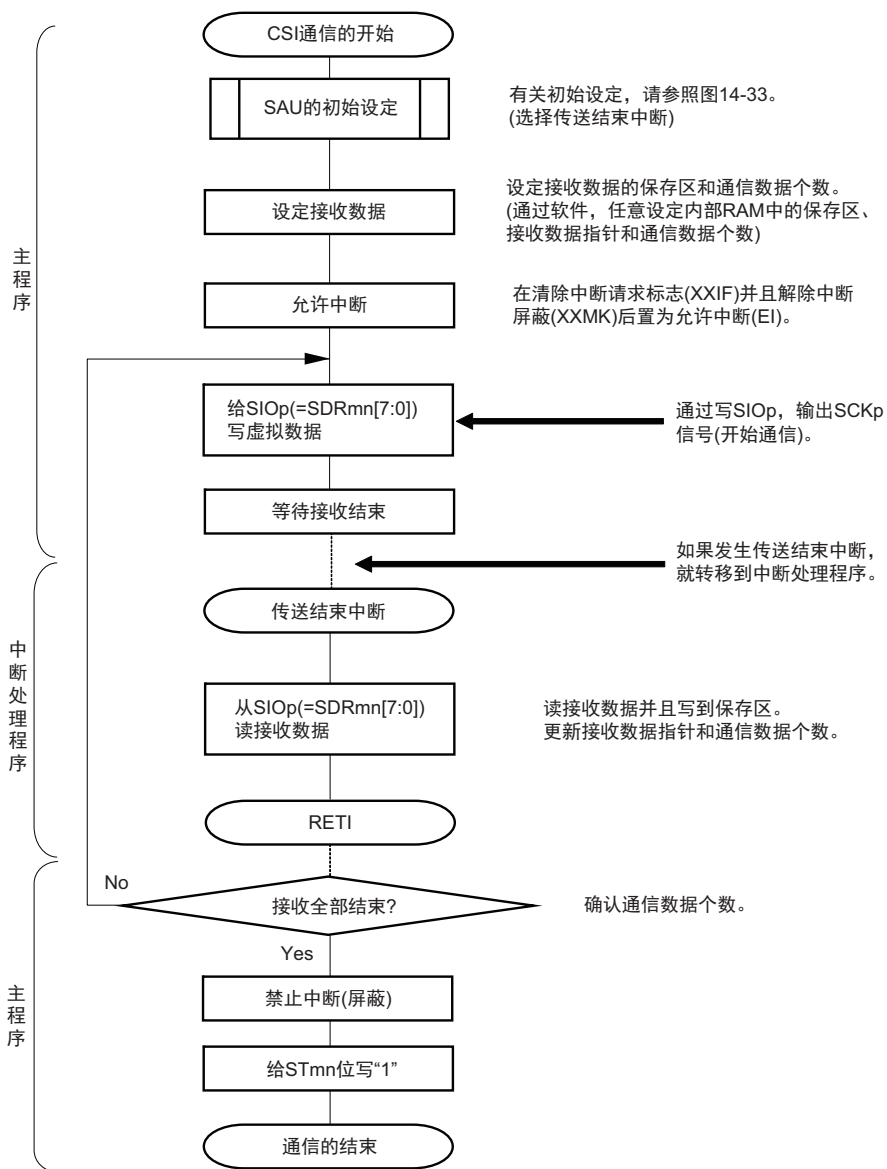 CSI通信的开始
SAU的初始设定
有关初始设定，请参照图14-33。
(选择传送结束中断)
设定接收数据
设定接收数据的保存区和通信数据个数。
(通过软件，任意设定内部RAM中的保存区、
接收数据指针和通信数据个数)
主程序
允许中断
在清除中断请求标志(XXIF)并且解除中断
屏蔽(XXMK)后置为允许中断(EI)。
给SIOp(=SDRmn[7:0])
写虚拟数据
通过写SIOp，输出SCKp
信号(开始通信)。
等待接收结束
如果发生传送结束中断，
就转移到中断处理程序。
传送结束中断
中断处理程序
从SIOp(=SDRmn[7:0])
读接收数据
读接收数据并且写到保存区。
更新接收数据指针和通信数据个数。
RETI
No
接收全部结束?
确认通信数据个数。
Yes
主程序
禁止中断(屏蔽)
给STmn位写“1”
通信的结束